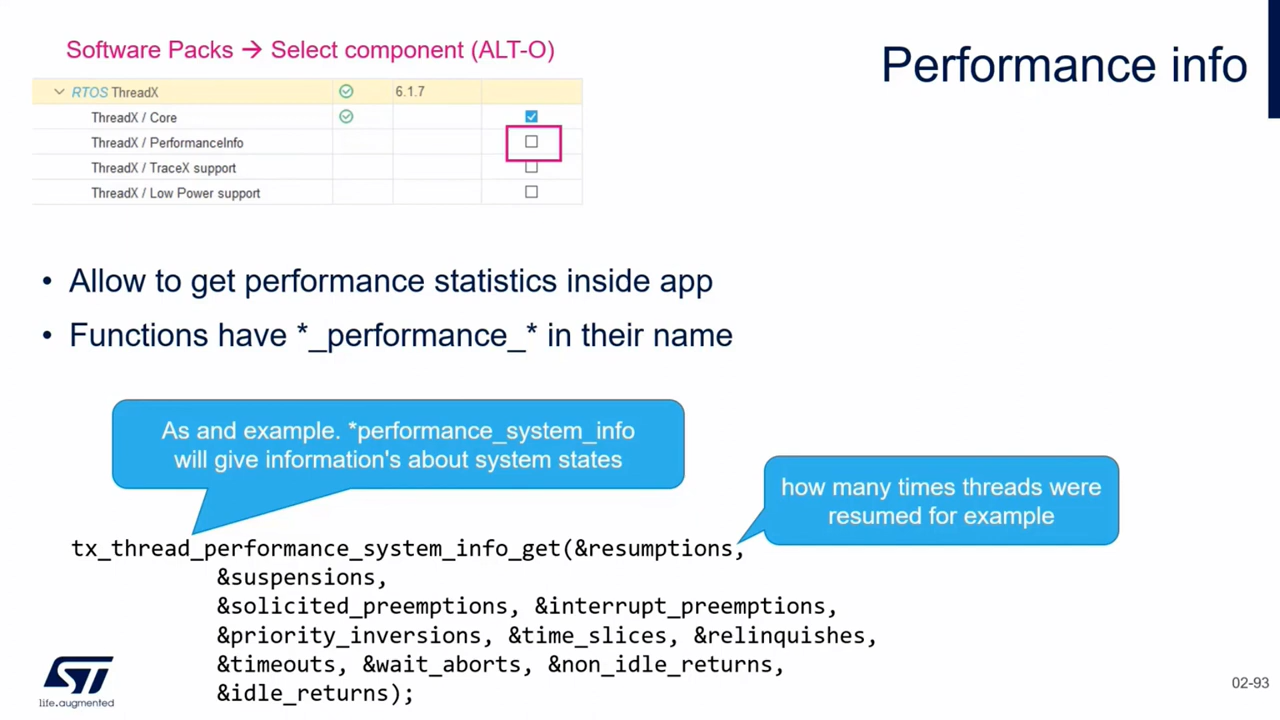 Software Packs → Select component (ALT-O)
Performance info
RTOS ThreadX 6.1.7
ThreadX / Core
ThreadX / PerformanceInfo
ThreadX / TraceX support
ThreadX / Low Power support
• Allow to get performance statistics inside app
• Functions have *_performance_* in their name
As and example. *performance_system_info
will give information's about system states
how many times threads were
resumed for example
tx_thread_performance_system_info_get(&resumptions,
&suspensions,
&solicited_preemptions, &interrupt_preemptions,
&priority_inversions, &time_slices, &relinquishes,
&timeouts, &wait_aborts, &non_idle_returns,
&idle_returns);
ST
life.augmented
02-93